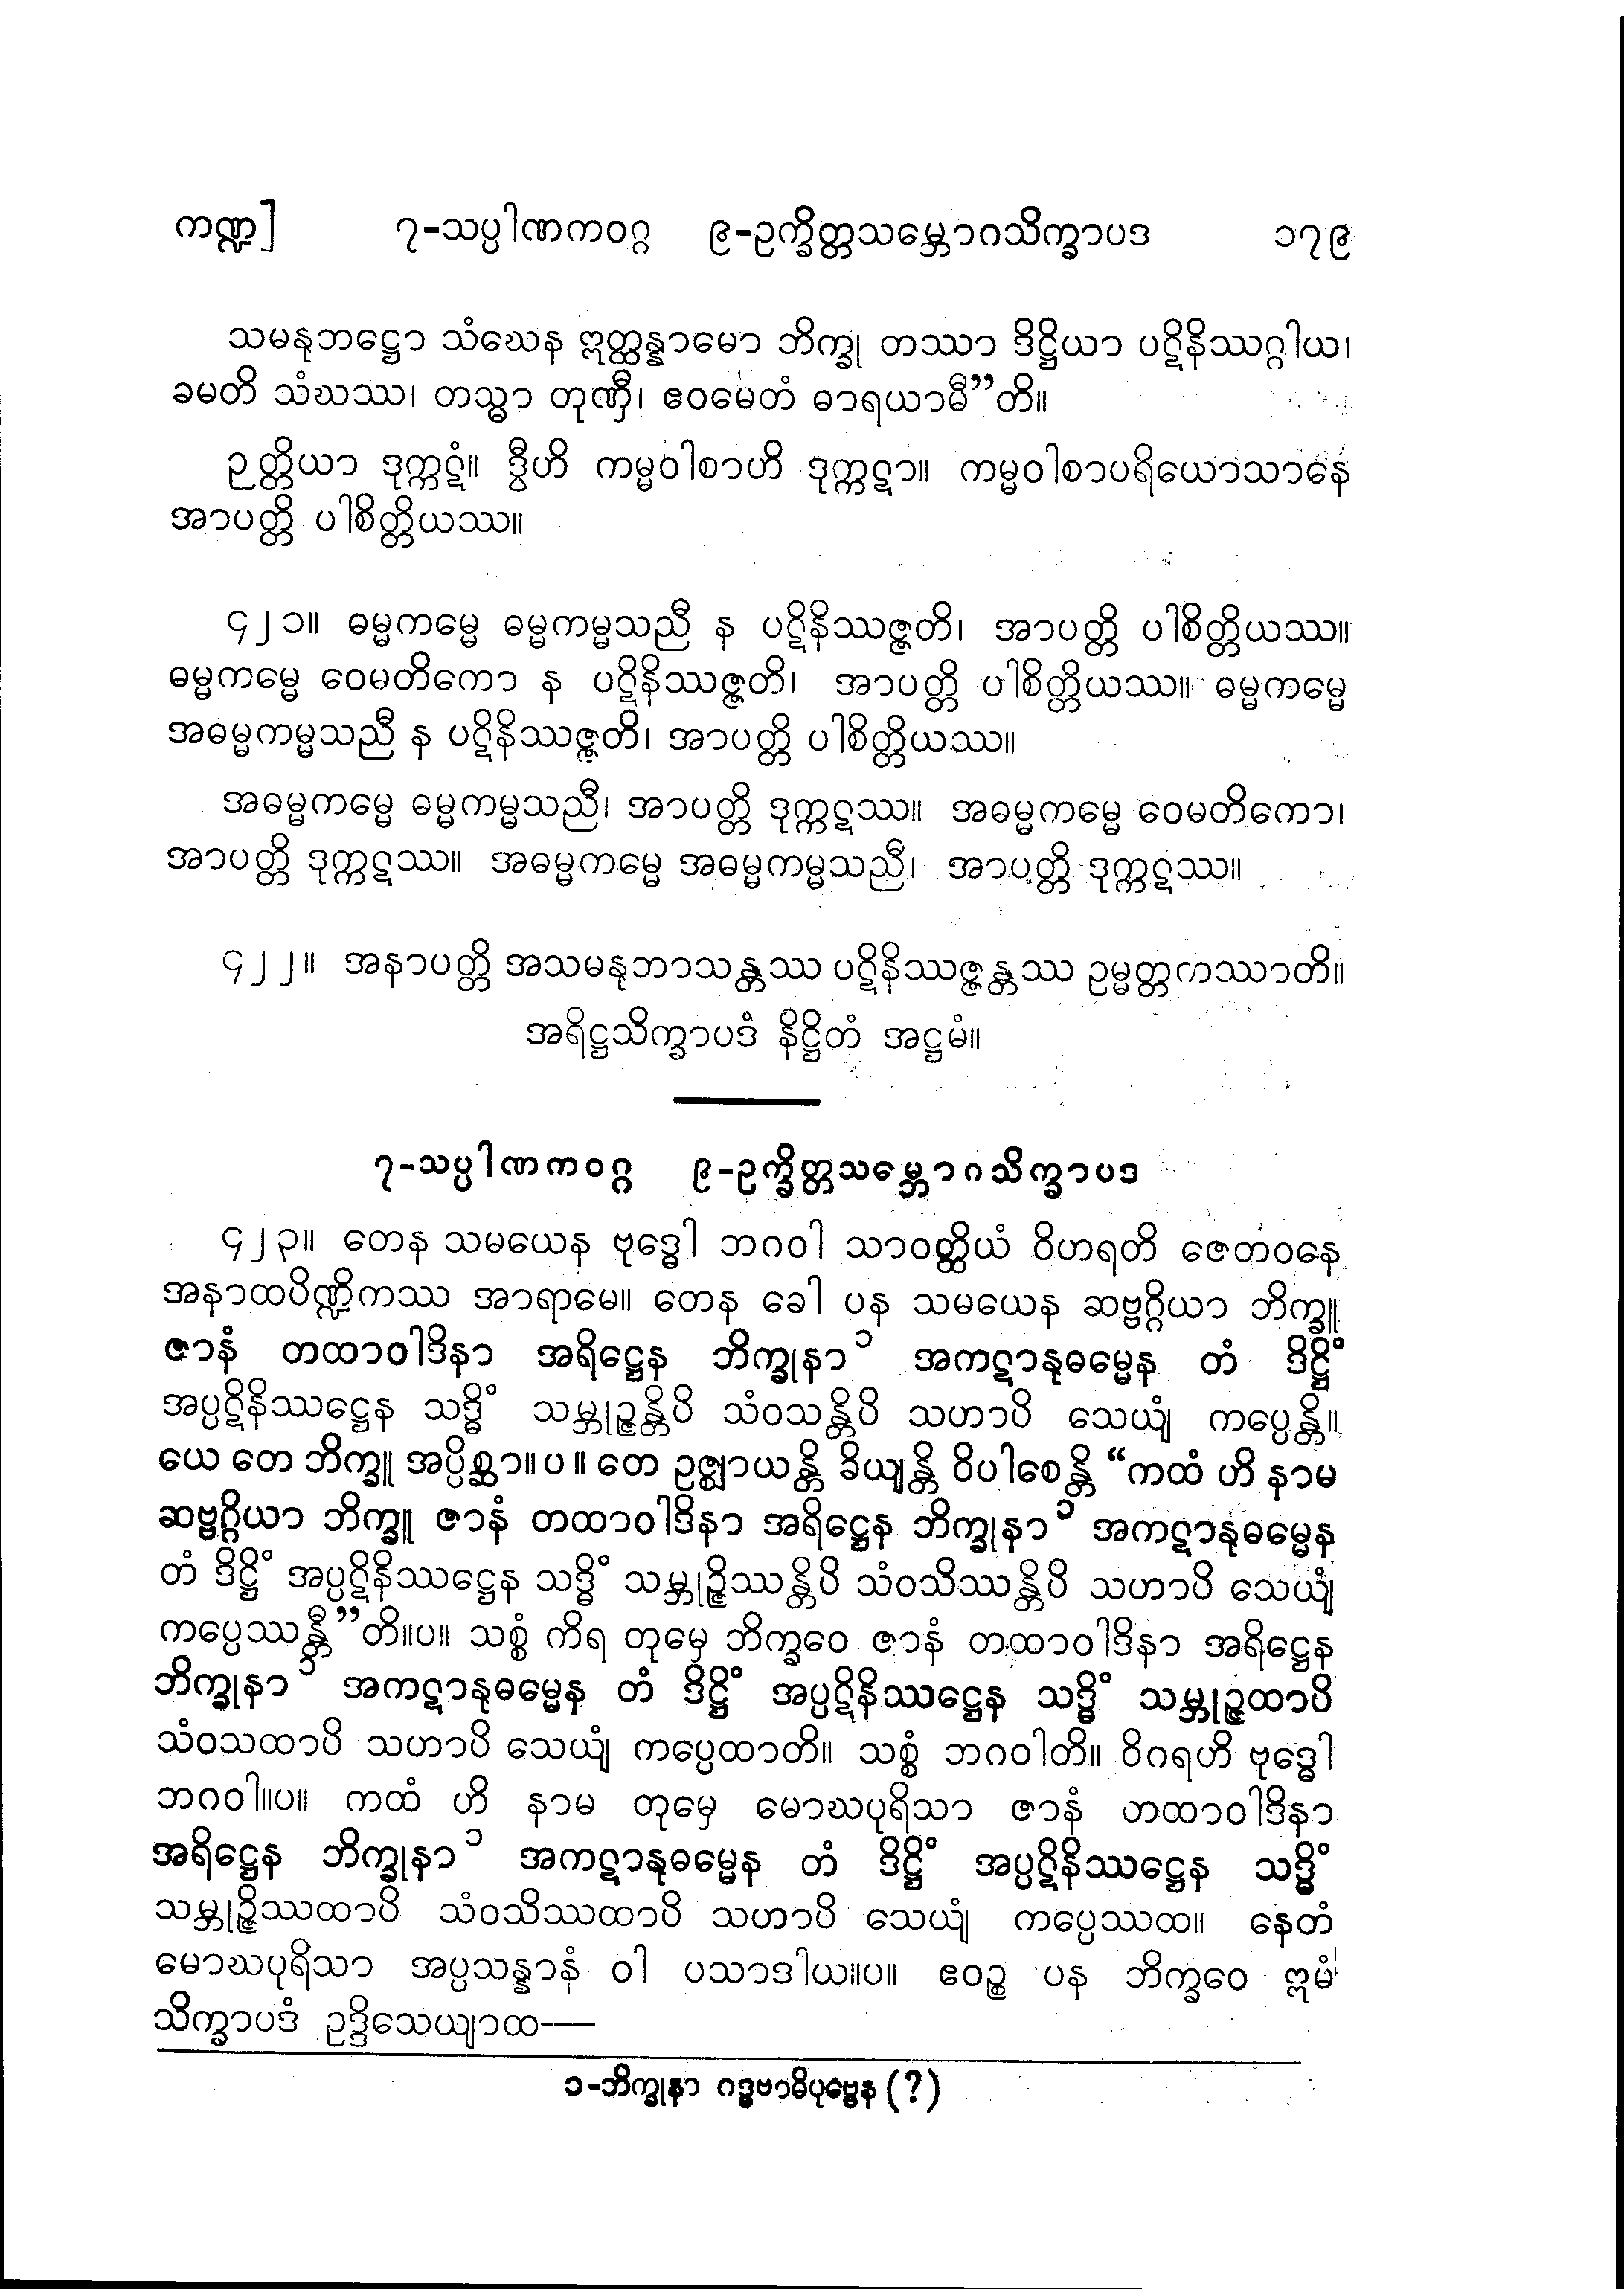 ကဏ္ဍ] ၇-သပ္ပါဏကဝဂ္ဂ ၉-ဥက္ခိတ္တသမ္ဘောဂသိက္ခာပဒ ၁၇၉
သမနုဘဋ္ဌော သံဃေန ဣတ္ထန္နာမော ဘိက္ခု တဿာ ဒိဋ္ဌိယာ ပဋိနိဿဂ္ဂါယ၊
ခမတိ သံဃဿ၊ တသ္မာ တုဏှီ၊ ဧဝမေတံ ဓာရယာမီ”တိ။
ဉတ္တိယာ ဒုက္ကဋံ။ ဒွီဟိ ကမ္မဝါစာဟိ ဒုက္ကဋာ။ ကမ္မဝါစာပရိယောသာနေ
အာပတ္တိ ပါစိတ္တိယဿ။
၄၂၁။ ဓမ္မကမ္မေ ဓမ္မကမ္မသညီ န ပဋိနိဿဇ္ဇတိ၊ အာပတ္တိ ပါစိတ္တိယဿ။
ဓမ္မကမ္မေ ဝေမတိကော န ပဋိနိဿဇ္ဇတိ၊ အာပတ္တိ ပါစိတ္တိယဿ။ ဓမ္မကမ္မေ
အဓမ္မကမ္မသညီ န ပဋိနိဿဇ္ဇတိ၊ အာပတ္တိ ပါစိတ္တိယဿ။
အဓမ္မကမ္မေ ဓမ္မကမ္မသညီ၊ အာပတ္တိ ဒုက္ကဋဿ။ အဓမ္မကမ္မေ ဝေမတိကော၊
အာပတ္တိ ဒုက္ကဋဿ။ အဓမ္မကမ္မေ အဓမ္မကမ္မသညီ၊ အာပတ္တိ ဒုက္ကဋဿ။
၄၂၂။ အနာပတ္တိ အသမနုဘာသန္တဿ ပဋိနိဿဇ္ဇန္တဿ ဥမ္မတ္တကဿာတိ။
အရိဋ္ဌသိက္ခာပဒံ နိဋ္ဌိတံ အဋ္ဌမံ။
၇-သပ္ပါဏကဝဂ္ဂ ၉-ဥက္ခိတ္တသမ္ဘောဂသိက္ခာပဒ
၄၂၃။ တေန သမယေန ဗုဒ္ဓေါ ဘဂဝါ သာဝတ္ထိယံ ဝိဟရတိ ဇေတဝနေ
အနာထပိဏ္ဍိကဿ အာရာမေ။ တေန ခေါ ပန သမယေန ဆဗ္ဗဂ္ဂိယာ ဘိက္ခူ
ဇာနံ တထာဝါဒိနာ အရိဋ္ဌေန ဘိက္ခုနာ ၁ အကဋာနုဓမ္မေန တံ ဒိဋ္ဌိံ
အပ္ပဋိနိဿဋ္ဌေန သဒ္ဓိံ သမ္ဘုဉ္ဇန္တိပိ သံဝသန္တိပိ သဟာပိ သေယျံ ကပ္ပေန္တိ။
ယေ တေ ဘိက္ခူ အပ္ပိစ္ဆာ။ပ။ တေ ဥဇ္ဈာယန္တိ ခိယျန္တိ ဝိပါစေန္တိ “ကထံ ဟိ နာမ
ဆဗ္ဗဂ္ဂိယာ ဘိက္ခူ ဇာနံ တထာဝါဒိနာ အရိဋ္ဌေန ဘိက္ခုနာ ၁ အကဋာနုဓမ္မေန
တံ ဒိဋ္ဌိံ အပ္ပဋိနိဿဋ္ဌေန သဒ္ဓိံ သမ္ဘုဉ္ဇိဿန္တိပိ သံဝသိဿန္တိပိ သဟာပိ သေယျံ
ကပ္ပေဿန္တီ”တိ။ပ။ သစ္စံ ကိရ တုမှေ ဘိက္ခဝေ ဇာနံ တထာဝါဒိနာ အရိဋ္ဌေန
ဘိက္ခုနာ ၁ အကဋာနုဓမ္မေန တံ ဒိဋ္ဌိံ အပ္ပဋိနိဿဋ္ဌေန သဒ္ဓိံ သမ္ဘုဉ္ဇထာပိ
သံဝသထာပိ သဟာပိ သေယျံ ကပ္ပေထာတိ။ သစ္စံ ဘဂဝါတိ။ ဝိဂရဟိ ဗုဒ္ဓေါ
ဘဂဝါ။ပ။ ကထံ ဟိ နာမ တုမှေ မောဃပုရိသာ ဇာနံ တထာဝါဒိနာ
အရိဋ္ဌေန ဘိက္ခုနာ ၁ အကဋာနုဓမ္မေန တံ ဒိဋ္ဌိံ အပ္ပဋိနိဿဋ္ဌေန သဒ္ဓိံ
သမ္ဘုဉ္ဇိဿထာပိ သံဝသိဿထာပိ သဟာပိ သေယျံ ကပ္ပေဿထ။ နေတံ
မောဃပုရိသာ အပ္ပသန္နာနံ ဝါ ပသာဒါယ။ပ။ ဧဝဉ္စ ပန ဘိက္ခဝေ ဣမံ
သိက္ခာပဒံ ဥဒ္ဒိသေယျာထ—
၁-ဘိက္ခုနာ ဂဒ္ဓဗာဓိပုဗ္ဗေန (?)